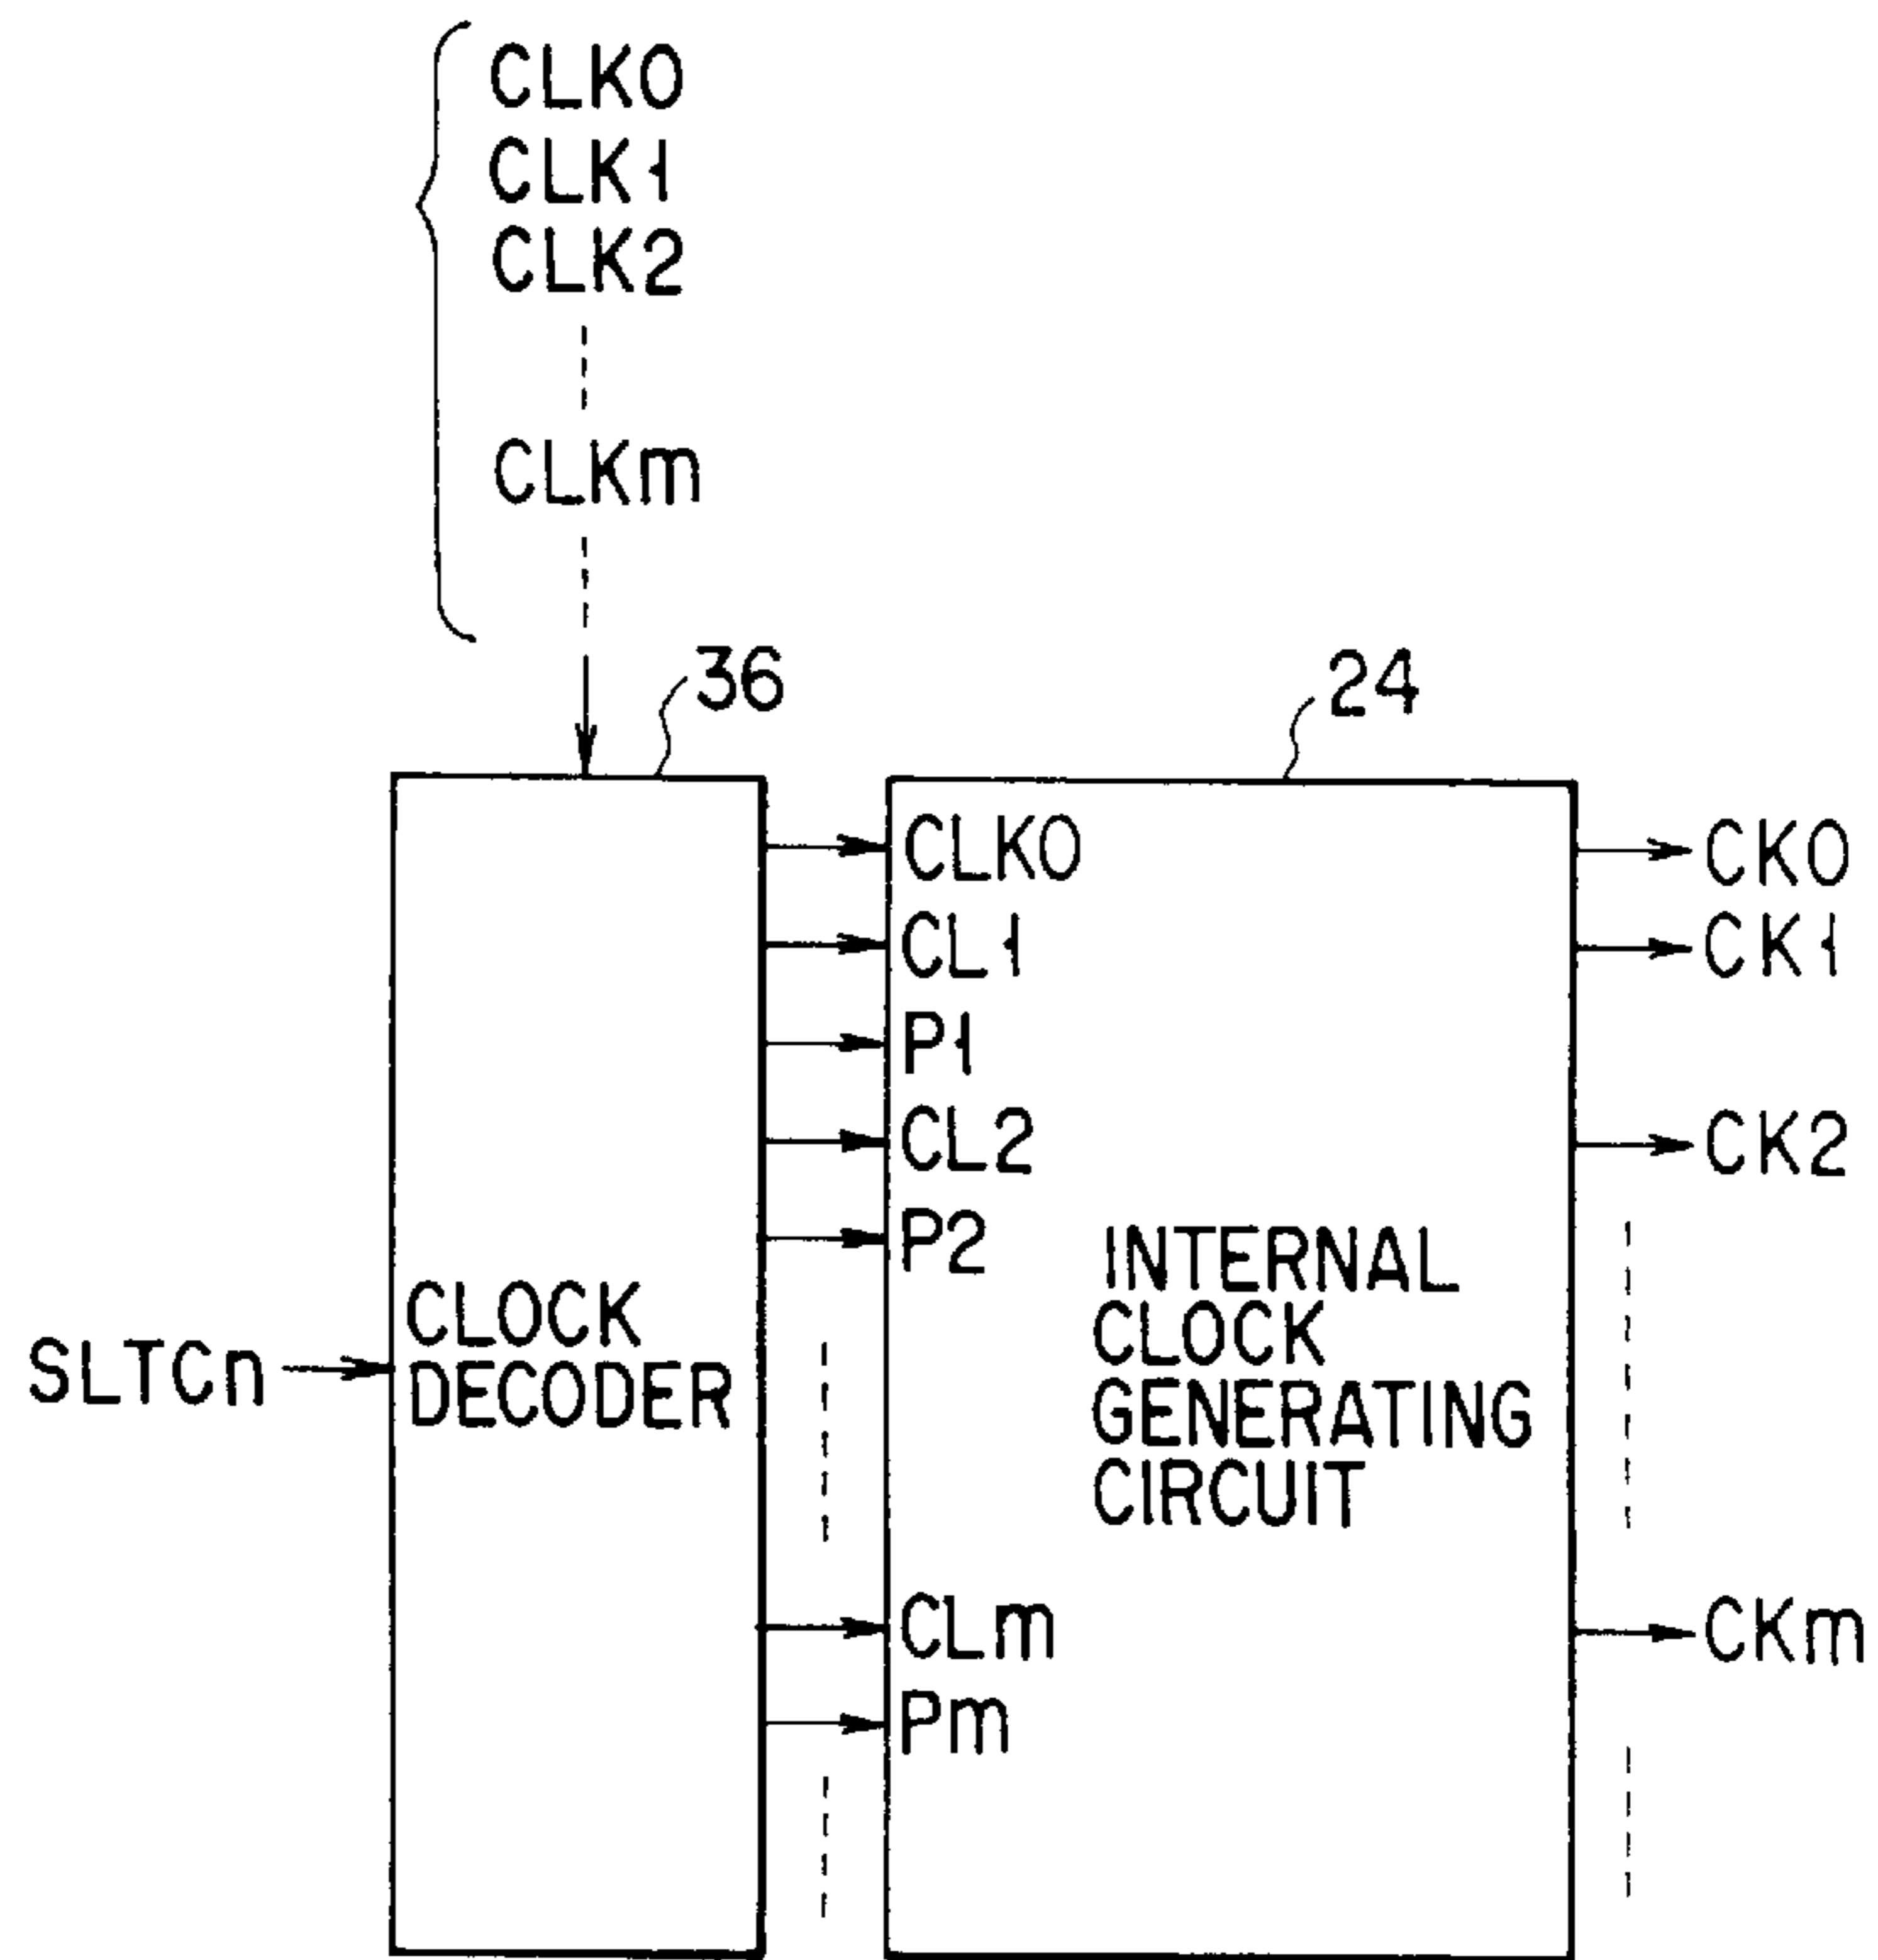 CLK0
CLK1
CLK2
CLKm
36
24
CLK0
CL1
P1
CL2
P2
CLm
Pm
SLTCn
CLOCK
DECODER
INTERNAL
CLOCK
GENERATING
CIRCUIT
CK0
CK1
CK2
CKm